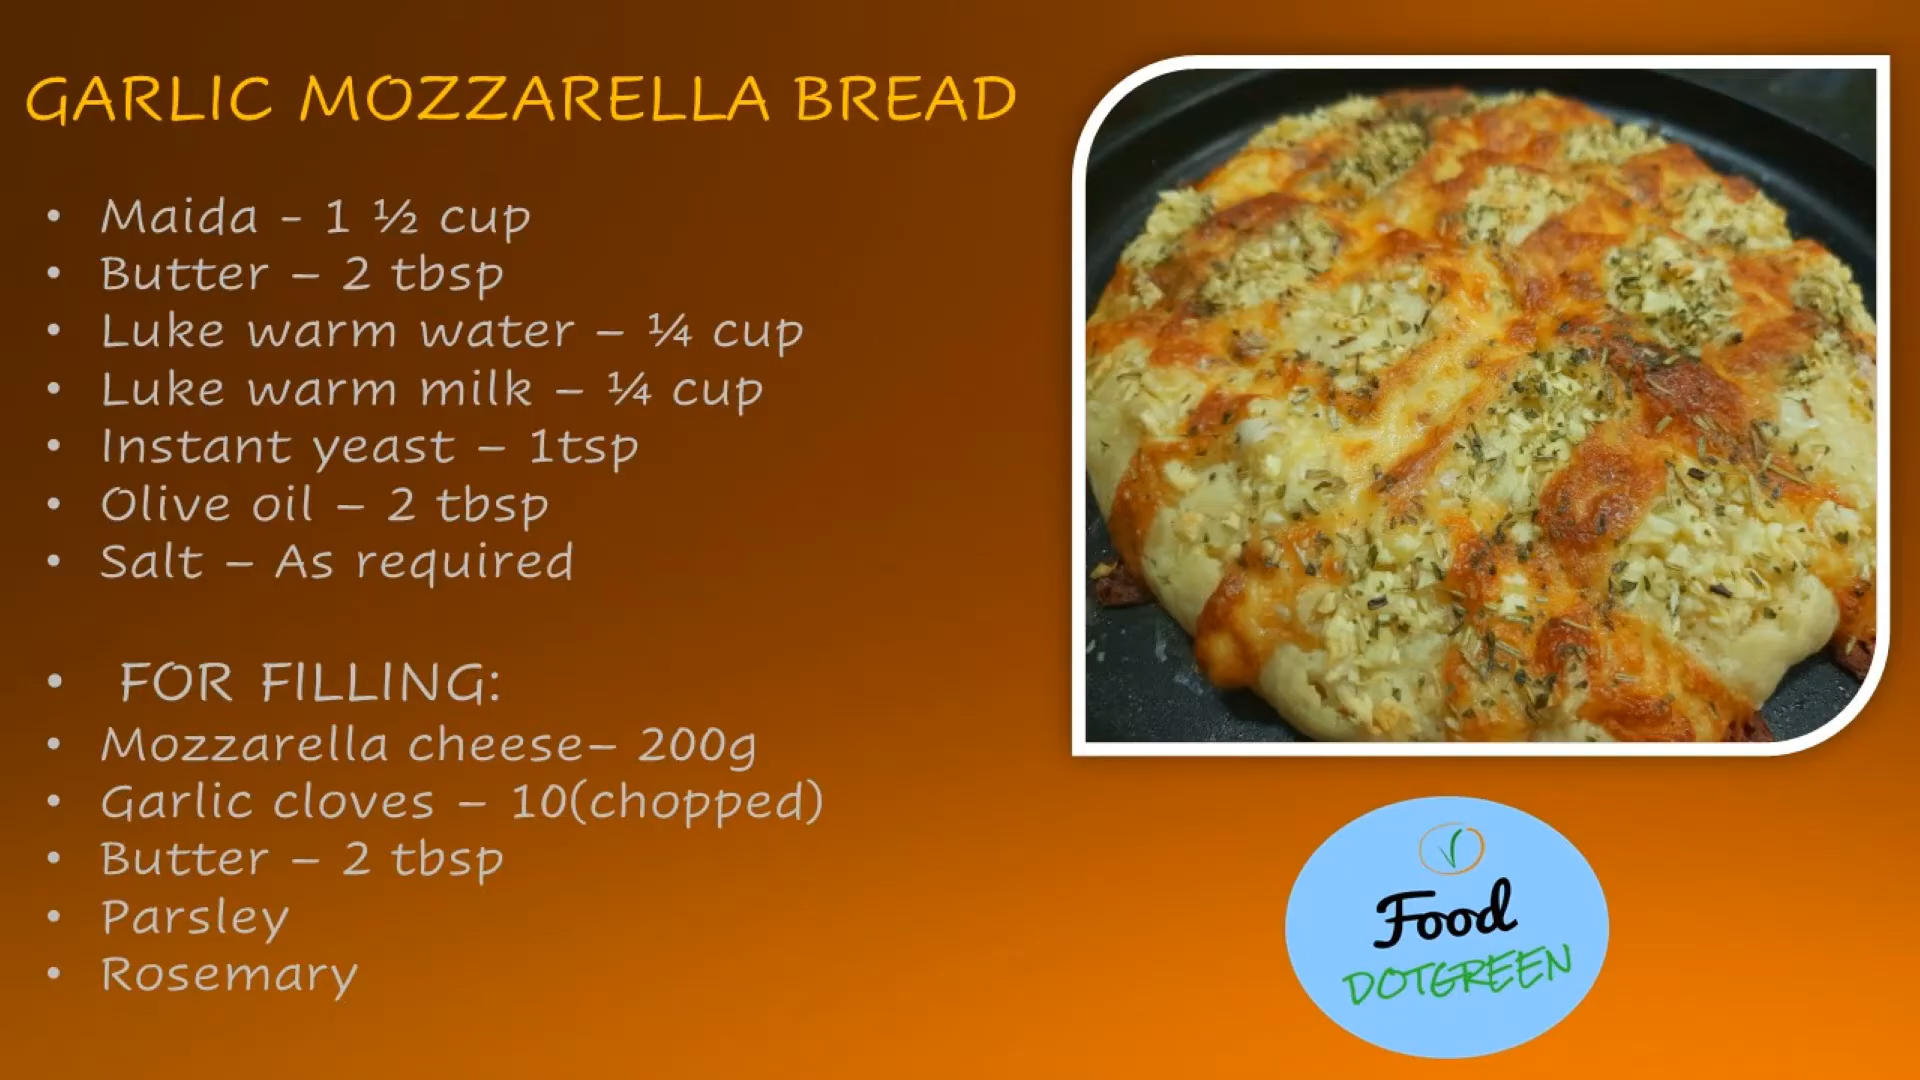 GARLIC MOZZARELLA BREAD
• Maida - 1 ½ cup
• Butter – 2 tbsp
• Luke warm water – ¼ cup
• Luke warm milk – ¼ cup
• Instant yeast – 1tsp
• Olive oil – 2 tbsp
• Salt – As required
• FOR FILLING:
• Mozzarella cheese– 200g
• Garlic cloves – 10(chopped)
• Butter – 2 tbsp
• Parsley
• Rosemary
V
Food
DOTGREEN